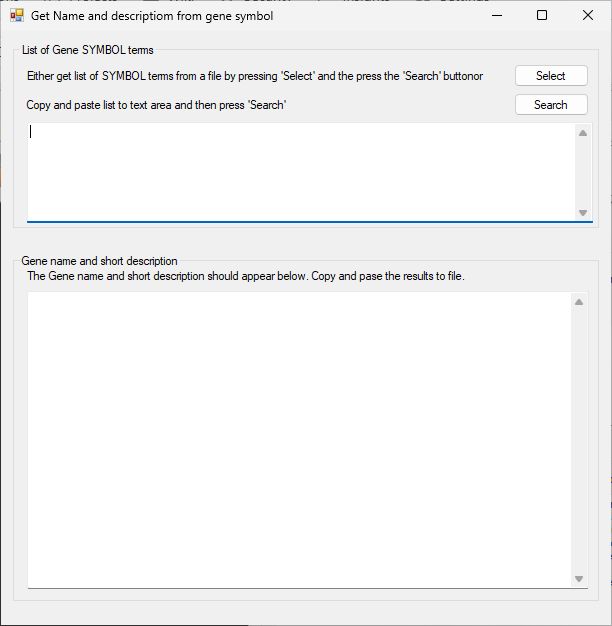 Get Name and descriptiom from gene symbol
List of Gene SYMBOL terms
Either get list of SYMBOL terms from a file by pressing 'Select' and the press the 'Search' buttonor
Select
Copy and paste list to text area and then press 'Search'
Search
Gene name and short description
The Gene name and short description should appear below. Copy and pase the results to file.